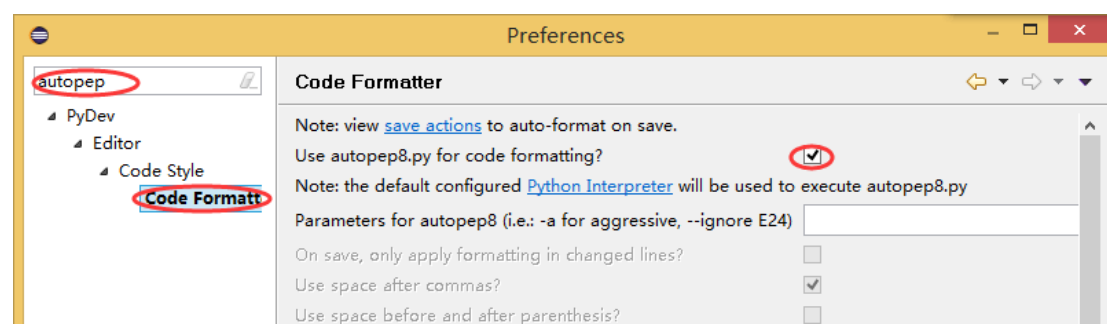 Preferences
autopep
Code Formatter
PyDev
Editor
Code Style
Code Formatt
Note: view save actions to auto-format on save.
Use autopep8.py for code formatting?
Note: the default configured Python Interpreter will be used to execute autopep8.py
Parameters for autopep8 (i.e.: -a for aggressive, --ignore E24)
On save, only apply formatting in changed lines?
Use space after commas?
Use space before and after parenthesis?